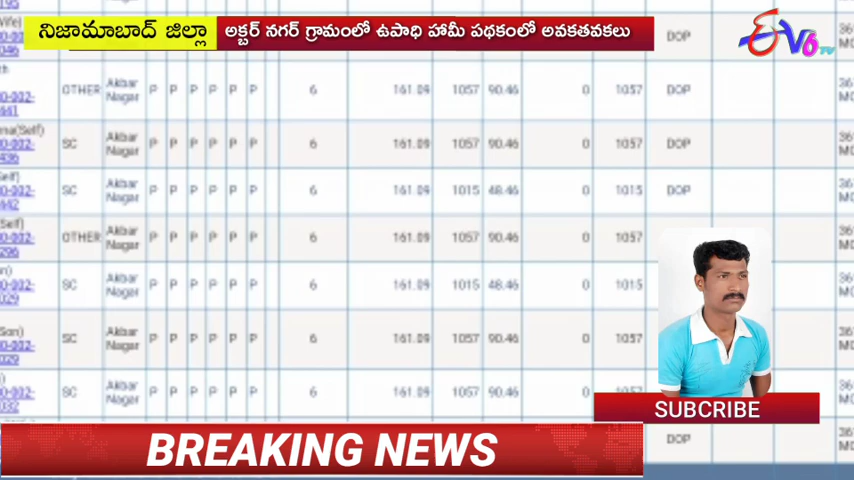 నిజామాబాద్ జిల్లా
అక్బర్ నగర్ గ్రామంలో ఉపాధి హామీ పథకంలో అవకతవకలు
EV6 TV
DOP
OTHER Akbar Nagar P P P P P P 6 161.09 1057 90.46 0 1057 DOP
SC Akbar Nagar P P P P P P 6 161.09 1057 90.46 0 1057 DOP
SC Akbar Nagar P P P P P P 6 161.09 1015 48.46 0 1015 DOP
OTHER Akbar Nagar P P P P P P 6 161.09 1057 90.46 0 1057
SC Akbar Nagar P P P P P P 6 161.09 1015 48.46 0 1015
SC Akbar Nagar P P P P P P 6 161.09 1057 90.46 0 1057
SC Akbar Nagar P P P P P P 6 161.09 1057 90.46 0
SUBCRIBE
BREAKING NEWS
DOP